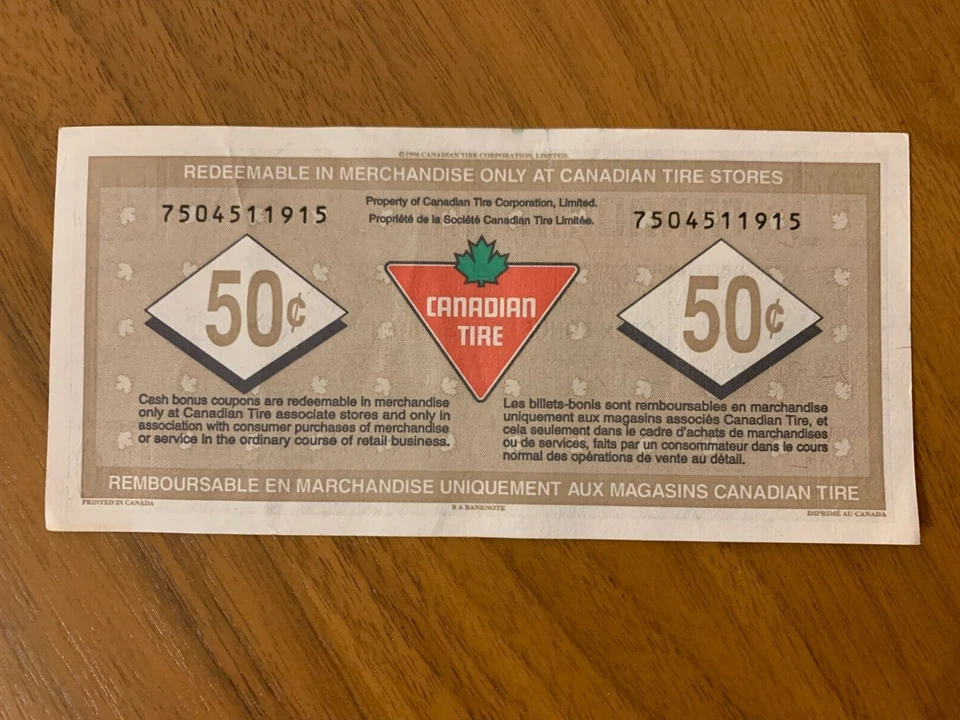 ©1996 CANADIAN TIRE CORPORATION, LIMITED.
REDEEMABLE IN MERCHANDISE ONLY AT CANADIAN TIRE STORES
Property of Canadian Tire Corporation, Limited.
Propriété de la Société Canadian Tire Limitée.
7504511915
7504511915
50¢
CANADIAN
TIRE
50¢
Cash bonus coupons are redeemable in merchandise
only at Canadian Tire associate stores and only in
association with consumer purchases of merchandise
or service in the ordinary course of retail business.
Les billets-bonis sont remboursables en marchandise
uniquement aux magasins associés Canadian Tire, et
cela seulement dans le cadre d'achats de marchandises
ou de services, faits par un consommateur dans le cours
normal des opérations de vente au détail.
REMBOURSABLE EN MARCHANDISE UNIQUEMENT AUX MAGASINS CANADIAN TIRE
PRINTED IN CANADA
B A BANKNOTE
IMPRIMÉ AU CANADA